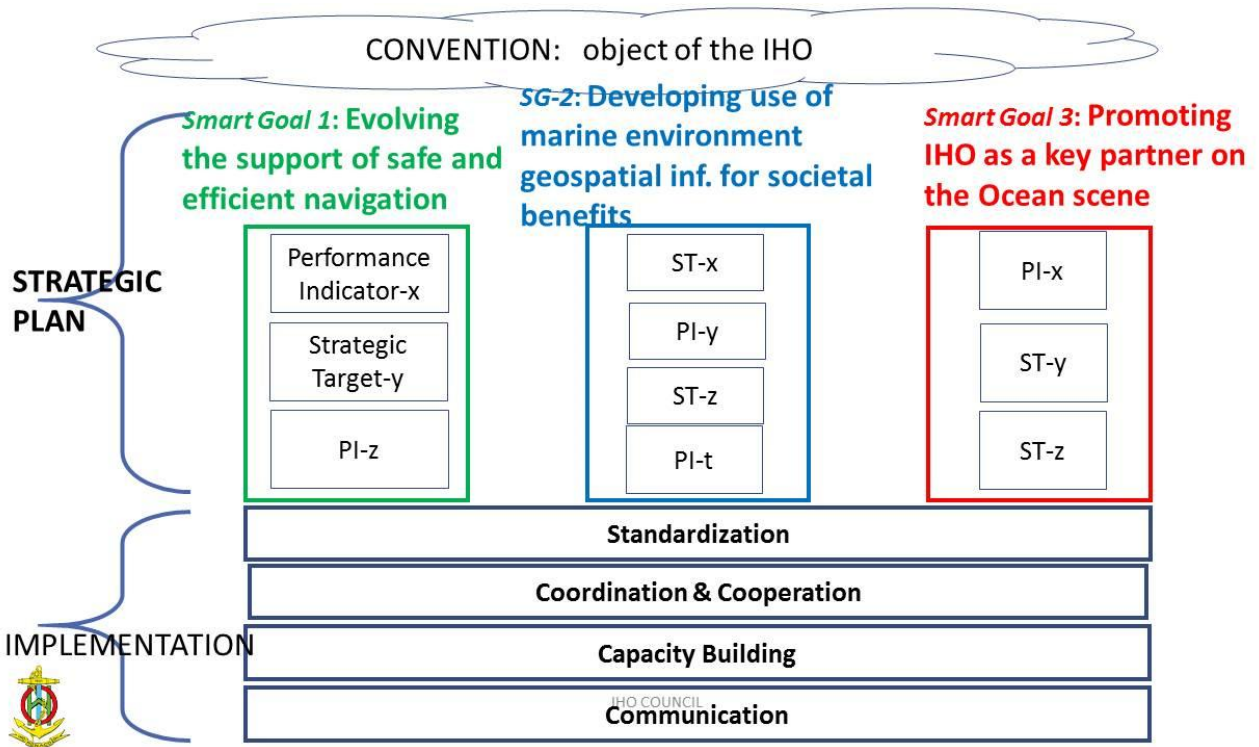 CONVENTION: object of the IHO
Smart Goal 1: Evolving
the support of safe and
efficient navigation
SG-2: Developing use of
marine environment
geospatial inf. for societal
benefits
Smart Goal 3: Promoting
IHO as a key partner on
the Ocean scene
STRATEGIC
PLAN
Performance
Indicator-x
Strategic
Target-y
PI-z
ST-x
PI-y
ST-z
PI-t
PI-x
ST-y
ST-z
IMPLEMENTATION
Standardization
Coordination & Cooperation
Capacity Building
IHO COUNCIL
Communication